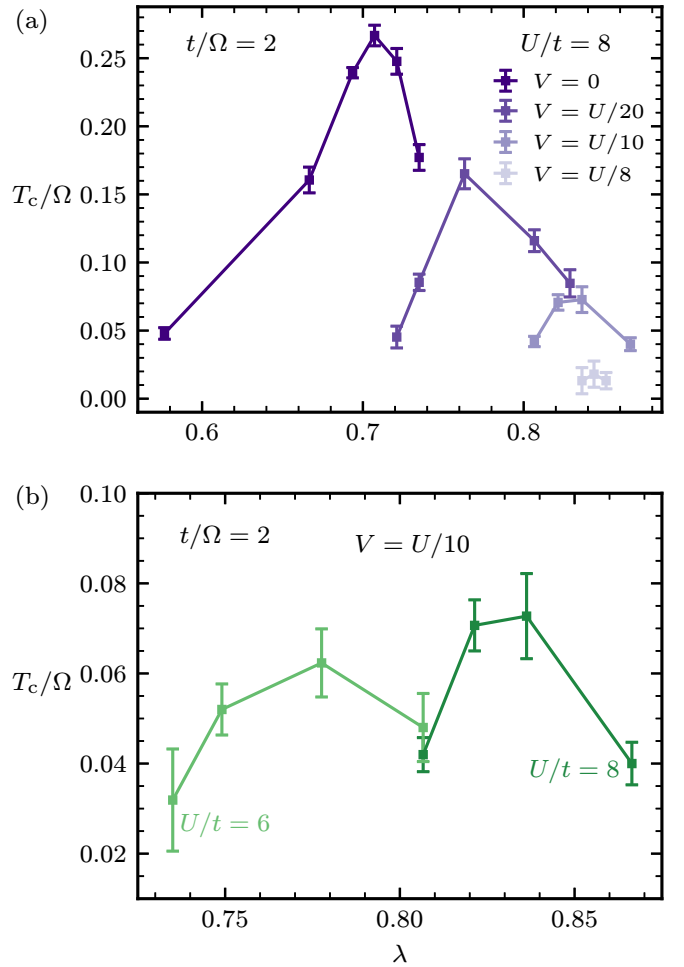 (a)
t/Ω = 2
U/t = 8
V = 0
V = U/20
V = U/10
V = U/8
T_c/Ω
0.25
0.20
0.15
0.10
0.05
0.00
0.6
0.7
0.8
(b)
t/Ω = 2
V = U/10
T_c/Ω
0.10
0.08
0.06
0.04
0.02
U/t = 6
U/t = 8
0.75
0.80
0.85
λ